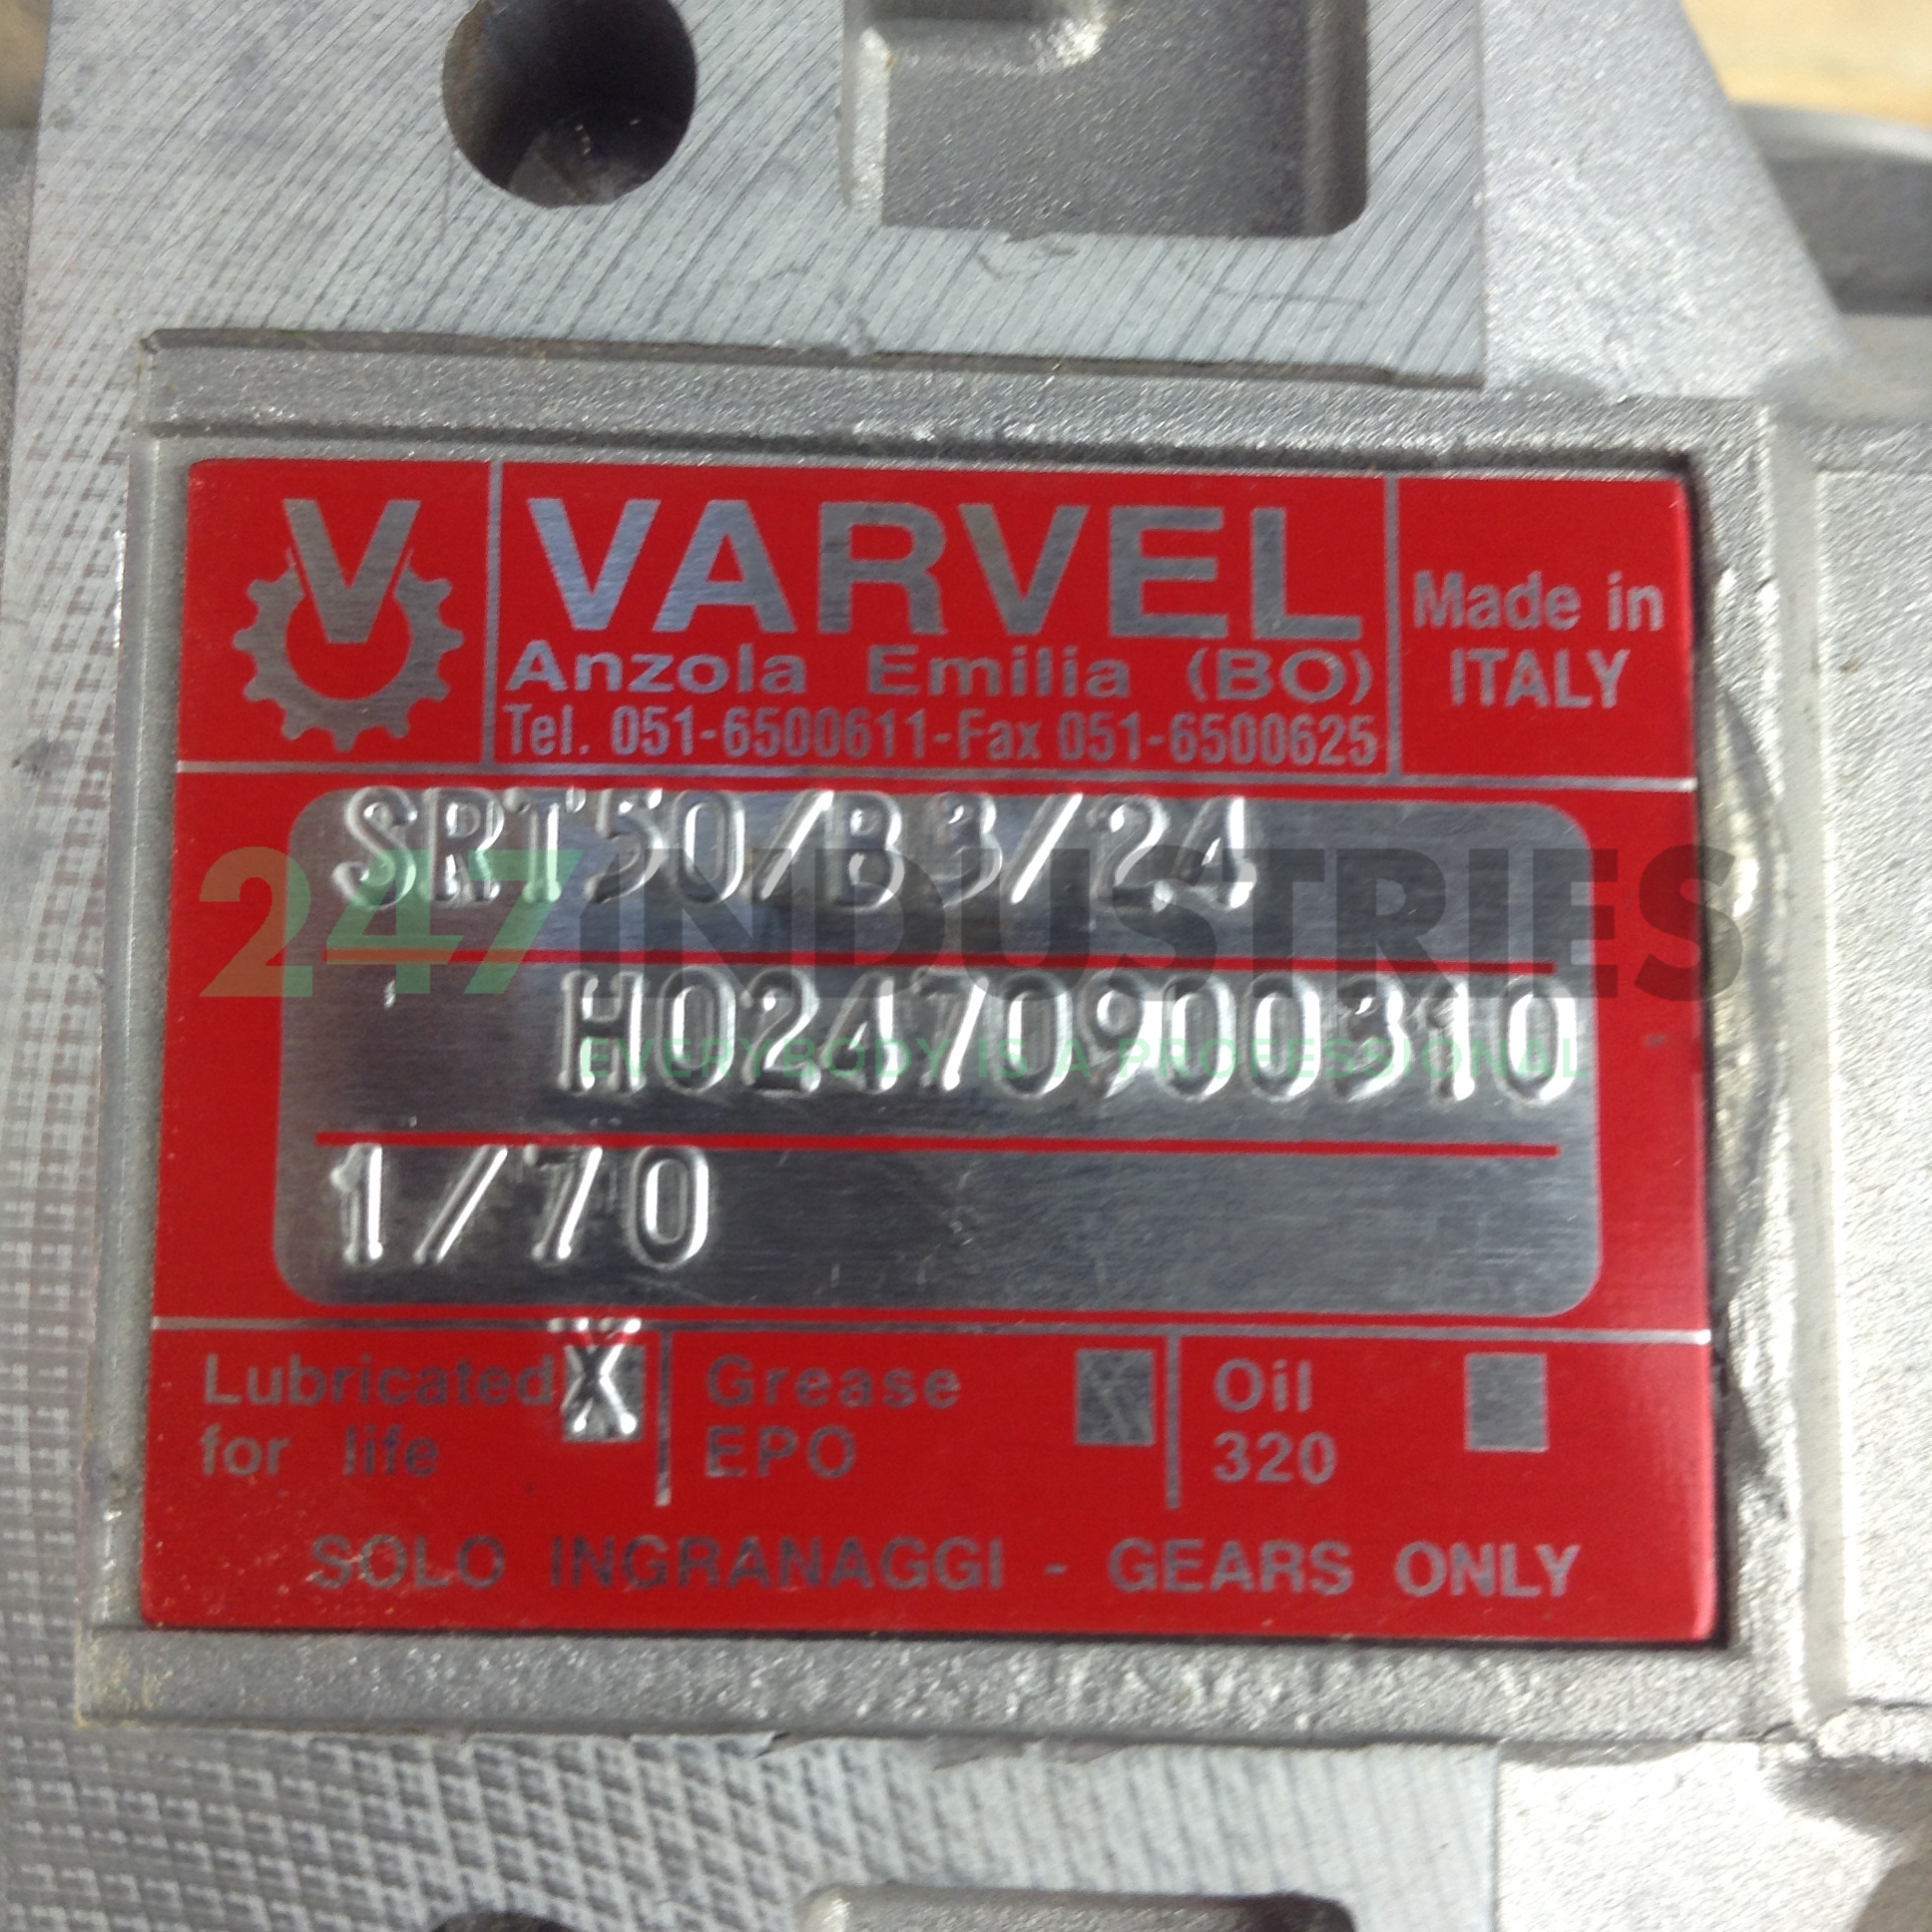 V
VARVEL
Anzola Emilia (BO)
Tel. 051-6500611-Fax 051-6500625
Made in
ITALY
SRT50/B3/24
247INDUSTRIES
H02470900310
EVERYBODY IS A PROFESSIONAL
1/70
Lubricated X
for life
Grease
EPO
Oil
320
SOLO INGRANAGGI - GEARS ONLY